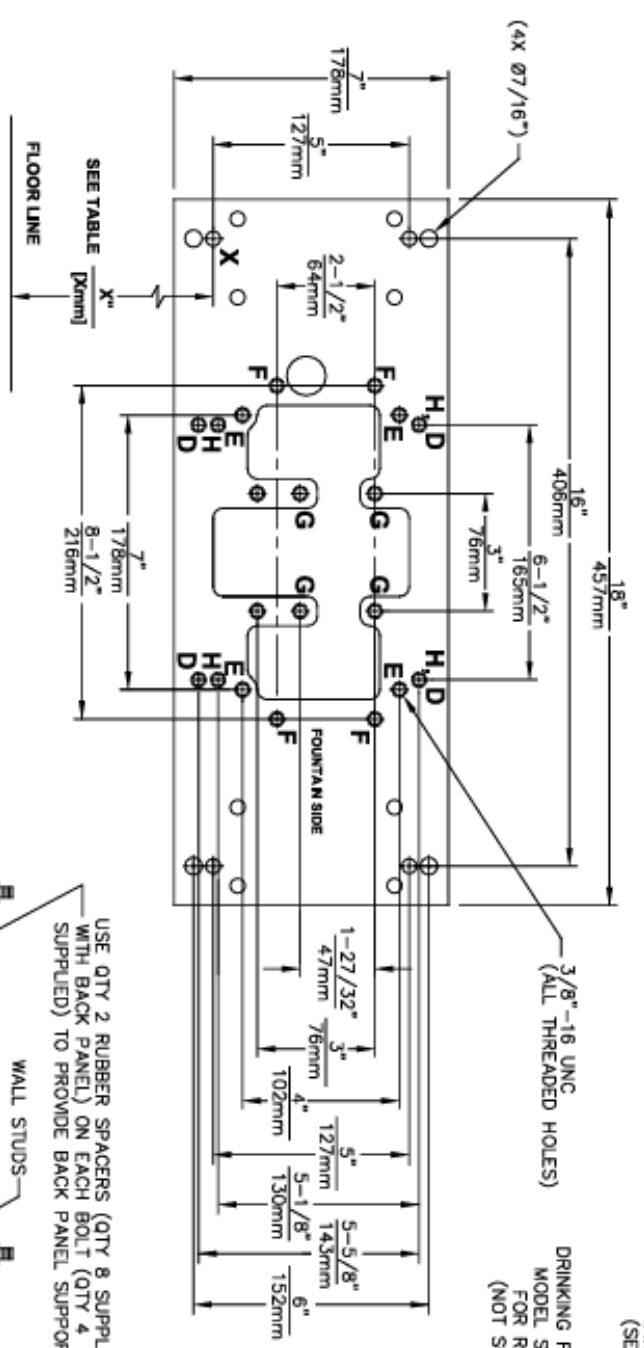 (SE
DRINKING F
MODEL S
FOR R
(NOT S
3/8"-16 UNC
(ALL THREADED HOLES)
18"
457mm
16"
406mm
6-1/2"
165mm
3"
76mm
(4X Ø7/16")
7"
178mm
5"
127mm
2-1/2"
64mm
X
SEE TABLE
X"
[Xmm]
FLOOR LINE
H, D
H, D
E
E
F
F
G
G
F
G
G
F
E
E
H
H
D
D
FOUNTAIN SIDE
7"
178mm
8-1/2"
216mm
1-27/32"
47mm
3"
76mm
4"
102mm
5"
127mm
5-1/8"
130mm
5-5/8"
143mm
6"
152mm
USE QTY 2 RUBBER SPACERS (QTY 8 SUPPL
WITH BACK PANEL) ON EACH BOLT (QTY 4
SUPPLIED) TO PROVIDE BACK PANEL SUPPOR
WALL STUDS